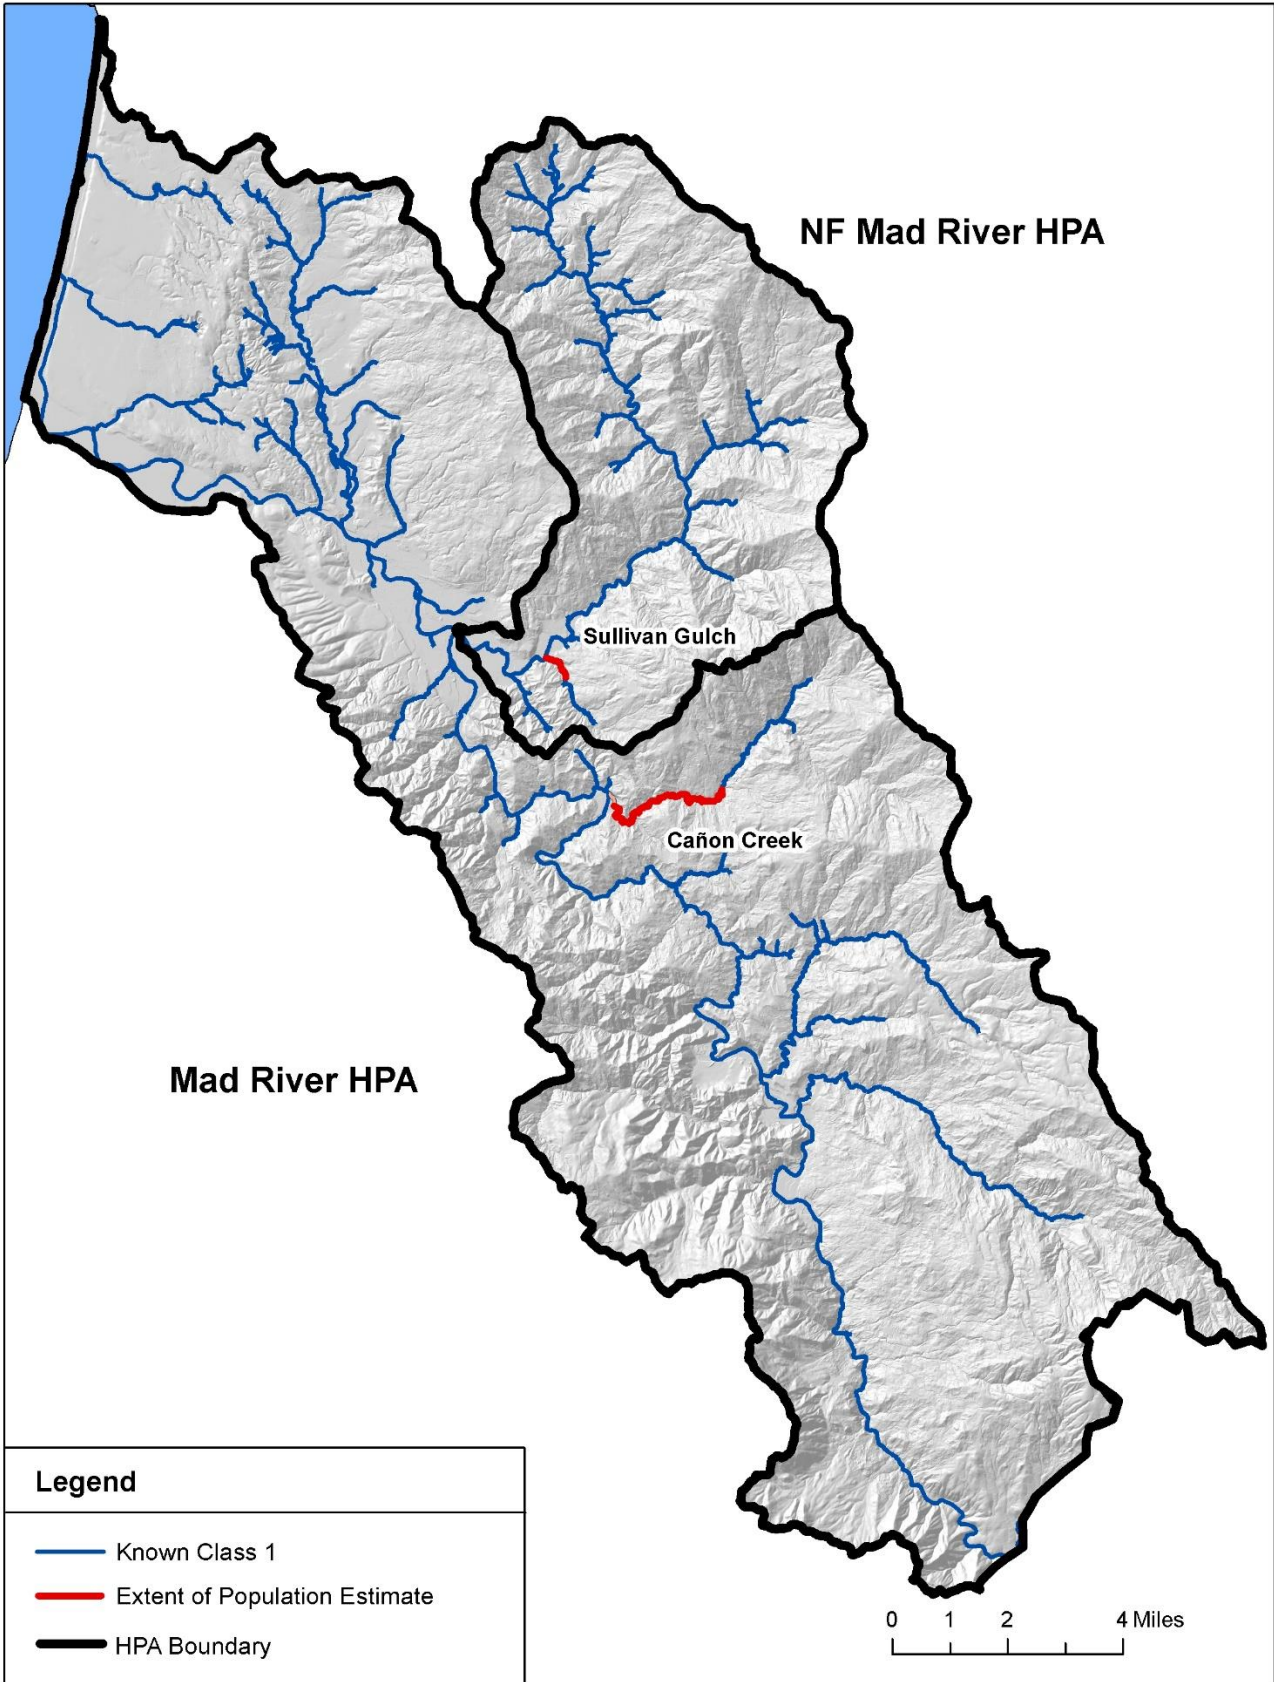 NF Mad River HPA
Sullivan Gulch
Cañon Creek
Mad River HPA
Legend
Known Class 1
Extent of Population Estimate
HPA Boundary
0 1 2 4 Miles